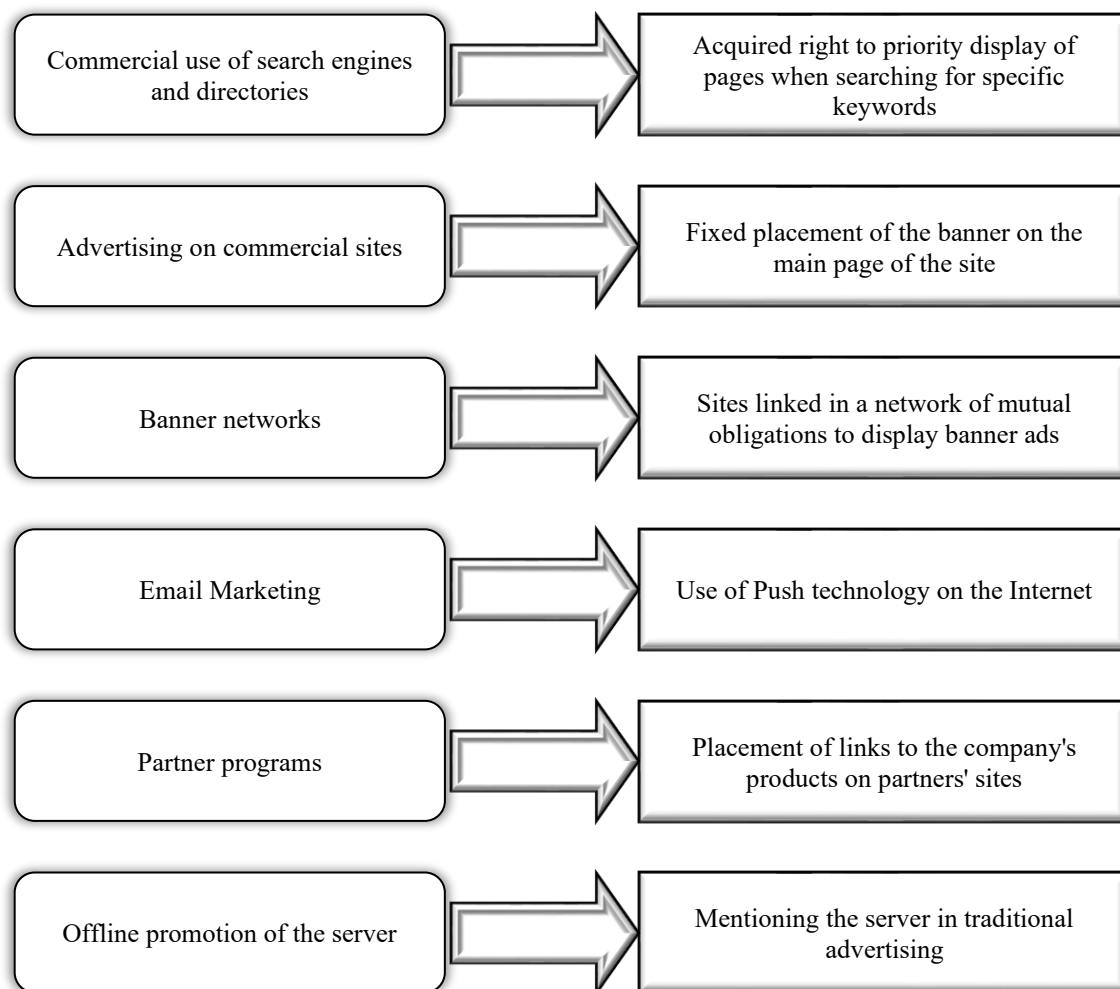 Commercial use of search engines
and directories
Acquired right to priority display of
pages when searching for specific
keywords
Advertising on commercial sites
Fixed placement of the banner on the
main page of the site
Banner networks
Sites linked in a network of mutual
obligations to display banner ads
Email Marketing
Use of Push technology on the Internet
Partner programs
Placement of links to the company's
products on partners' sites
Offline promotion of the server
Mentioning the server in traditional
advertising